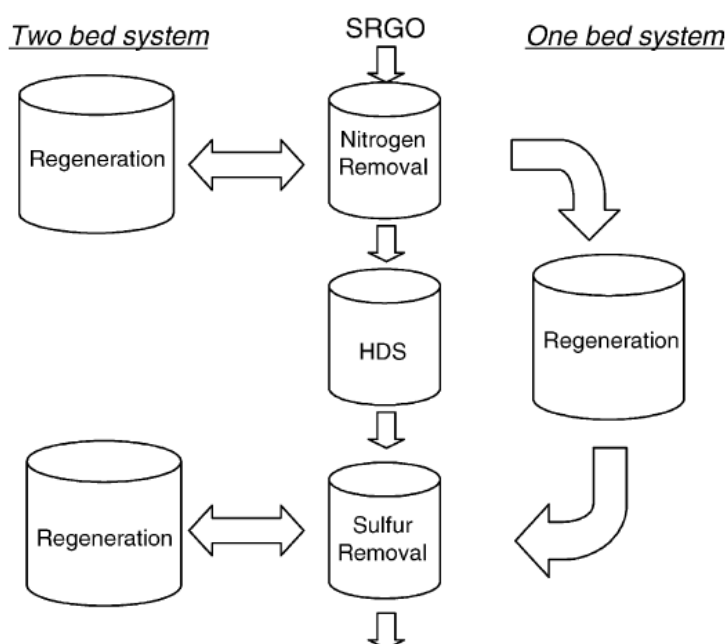 Two bed system
SRGO
One bed system
Regeneration
Nitrogen
Removal
HDS
Regeneration
Regeneration
Sulfur
Removal